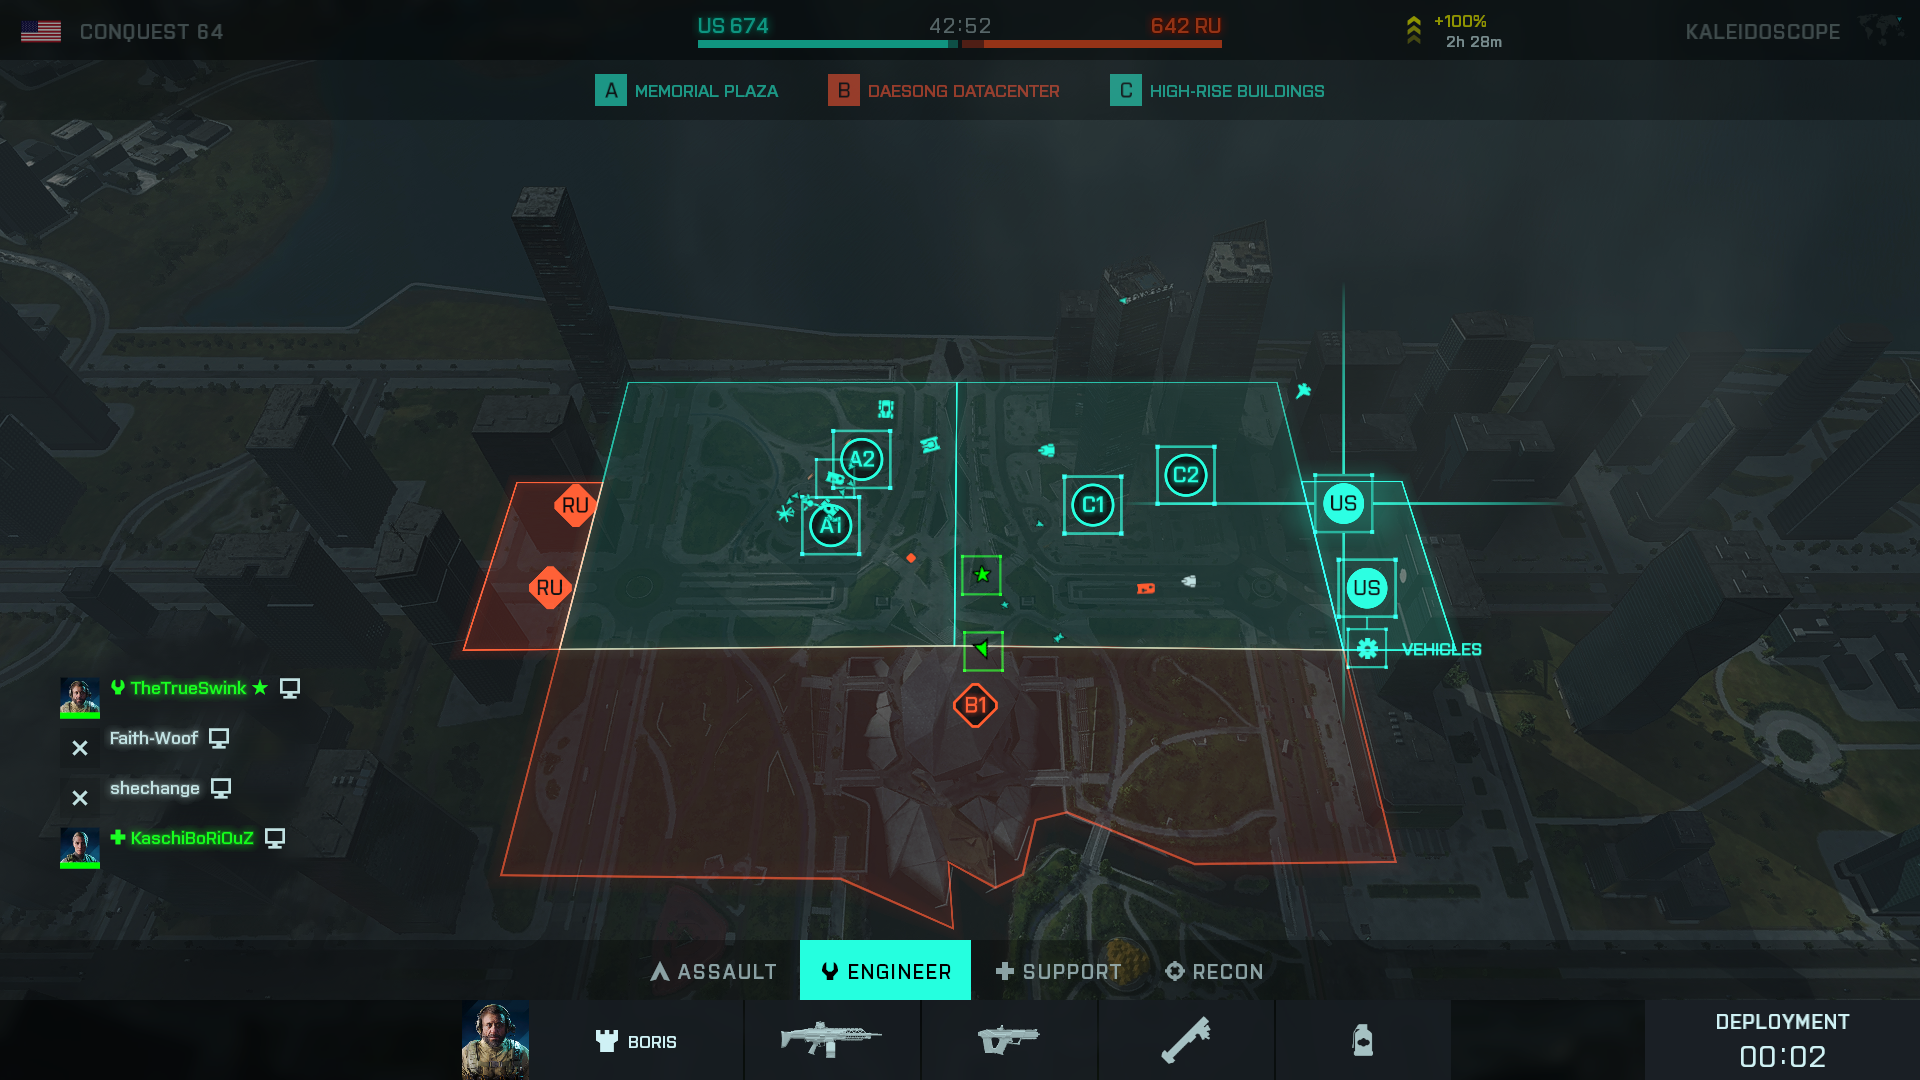 CONQUEST 64
US 674
42:52
642 RU
+100%
2h 28m
KALEIDOSCOPE
A MEMORIAL PLAZA
B DAESONG DATACENTER
C HIGH-RISE BUILDINGS
A2
C2
RU
C1
US
A1
RU
US
VEHICLES
B1
TheTrueSwink
Faith-Woof
shechange
KaschiBoRiOuZ
ASSAULT
ENGINEER
SUPPORT
RECON
BORIS
DEPLOYMENT
00:02